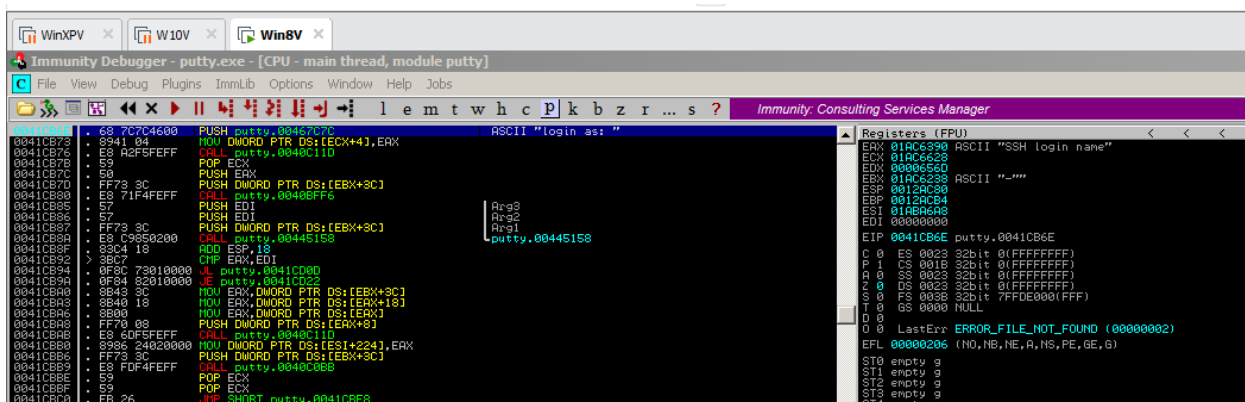 WinXPV W10V Win8V
Immunity Debugger - putty.exe - [CPU - main thread, module putty]
C File View Debug Plugins ImmLib Options Window Help Jobs
l e m t w h c P k b z r ... s ? Immunity: Consulting Services Manager
0041CB6E . 68 7C7C4600 PUSH putty.00467C7C ASCII "login as: "
0041CB73 . 8941 04 MOV DWORD PTR DS:[ECX+4],EAX
0041CB76 . E8 A2F5FEFF CALL putty.0040C11D
0041CB7B . 59 POP ECX
0041CB7C . 50 PUSH EAX
0041CB7D . FF73 3C PUSH DWORD PTR DS:[EBX+3C]
0041CB80 . E8 71F4FEFF CALL putty.0040BFF6
0041CB85 . 57 PUSH EDI Arg3
0041CB86 . 57 PUSH EDI Arg2
0041CB87 . FF73 3C PUSH DWORD PTR DS:[EBX+3C] Arg1
0041CB8A . E8 C9850200 CALL putty.00445158 putty.00445158
0041CB8F . 83C4 18 ADD ESP,18
0041CB92 > 3BC7 CMP EAX,EDI
0041CB94 . 0F8C 73010000 JL putty.0041CD0D
0041CB9A . 0F84 82010000 JE putty.0041CD22
0041CBA0 . 8B43 3C MOV EAX,DWORD PTR DS:[EBX+3C]
0041CBA3 . 8B40 18 MOV EAX,DWORD PTR DS:[EAX+18]
0041CBA6 . 8B00 MOV EAX,DWORD PTR DS:[EAX]
0041CBA8 . FF70 08 PUSH DWORD PTR DS:[EAX+8]
0041CBAB . E8 6DF5FEFF CALL putty.0040C11D
0041CBB0 . 8986 24020000 MOV DWORD PTR DS:[ESI+224],EAX
0041CBB6 . FF73 3C PUSH DWORD PTR DS:[EBX+3C]
0041CBB9 . E8 FDF4FEFF CALL putty.0040C0BB
0041CBBE . 59 POP ECX
0041CBBF . 59 POP ECX
0041CBC0 . EB 26 JMP SHORT putty.0041CBE8
Registers (FPU) < < <
EAX 01AC6390 ASCII "SSH login name"
ECX 01AC6628
EDX 0000656D
EBX 01AC6238 ASCII "-""
ESP 0012AC80
EBP 0012ACB4
ESI 01ABA6A8
EDI 00000000
EIP 0041CB6E putty.0041CB6E
C 0 ES 0023 32bit 0(FFFFFFFF)
P 1 CS 001B 32bit 0(FFFFFFFF)
A 0 SS 0023 32bit 0(FFFFFFFF)
Z 0 DS 0023 32bit 0(FFFFFFFF)
S 0 FS 003B 32bit 7FFDE000(FFF)
T 0 GS 0000 NULL
D 0
O 0 LastErr ERROR_FILE_NOT_FOUND (00000002)
EFL 00000206 (NO,NB,NE,A,NS,PE,GE,G)
ST0 empty g
ST1 empty g
ST2 empty g
ST3 empty g